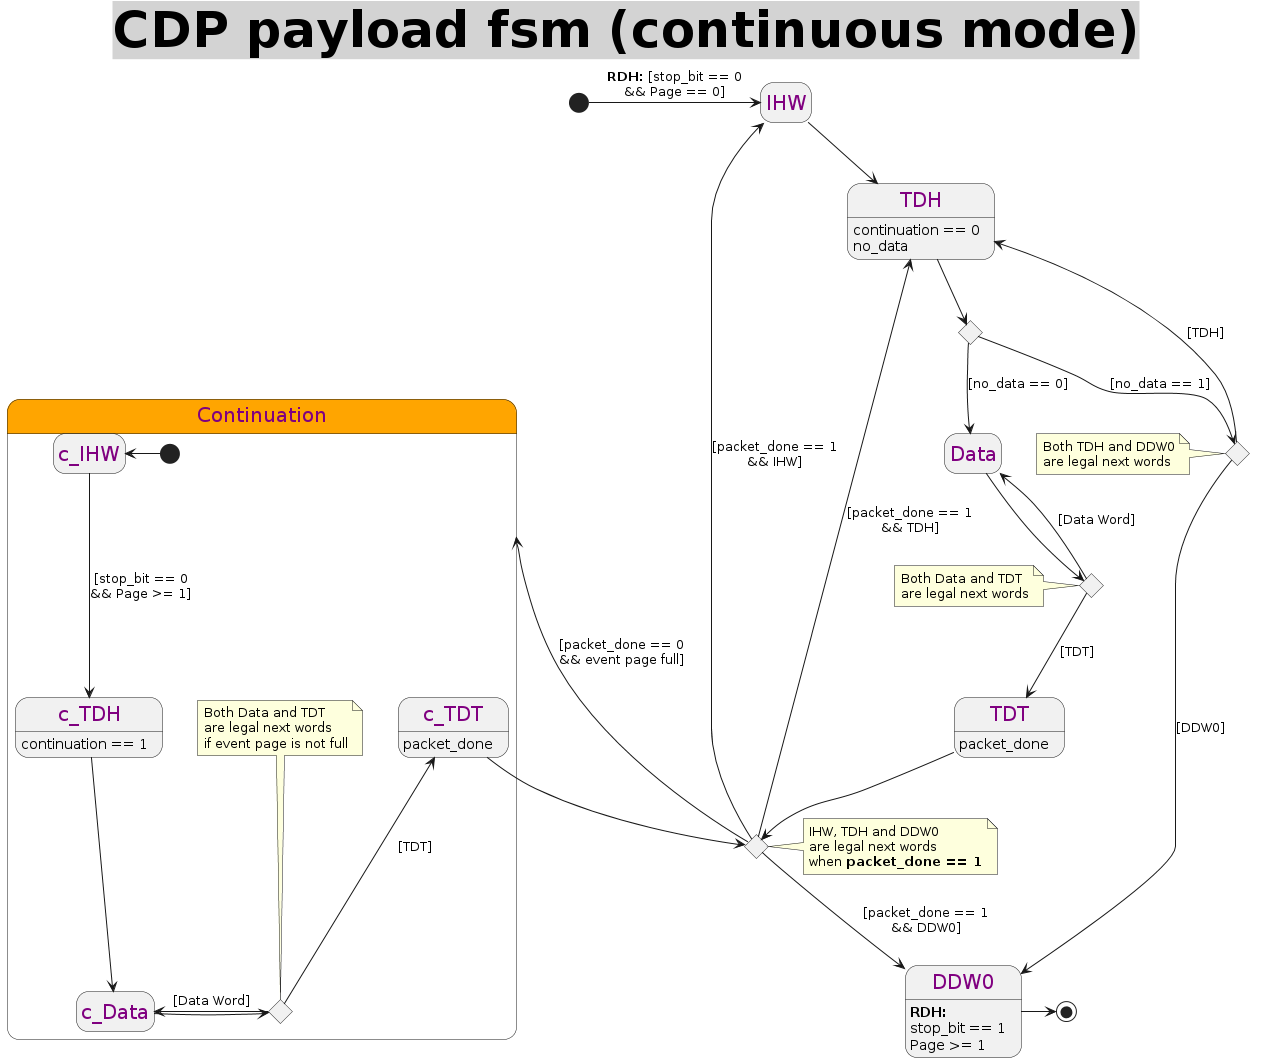 CDP payload fsm (continuous mode)
RDH: [stop_bit == 0
&& Page == 0]
IHW
TDH
continuation == 0
no_data
[TDH]
[no_data == 0]
[no_data == 1]
Continuation
c_IHW
[packet_done == 1
&& IHW]
Data
Both TDH and DDW0
are legal next words
[packet_done == 1
&& TDH]
[Data Word]
[stop_bit == 0
&& Page >= 1]
Both Data and TDT
are legal next words
[packet_done == 0
&& event page full]
[TDT]
c_TDH
continuation == 1
Both Data and TDT
are legal next words
if event page is not full
c_TDT
packet_done
TDT
packet_done
[DDW0]
[TDT]
IHW, TDH and DDW0
are legal next words
when packet_done == 1
[packet_done == 1
&& DDW0]
c_Data
[Data Word]
DDW0
RDH:
stop_bit == 1
Page >= 1